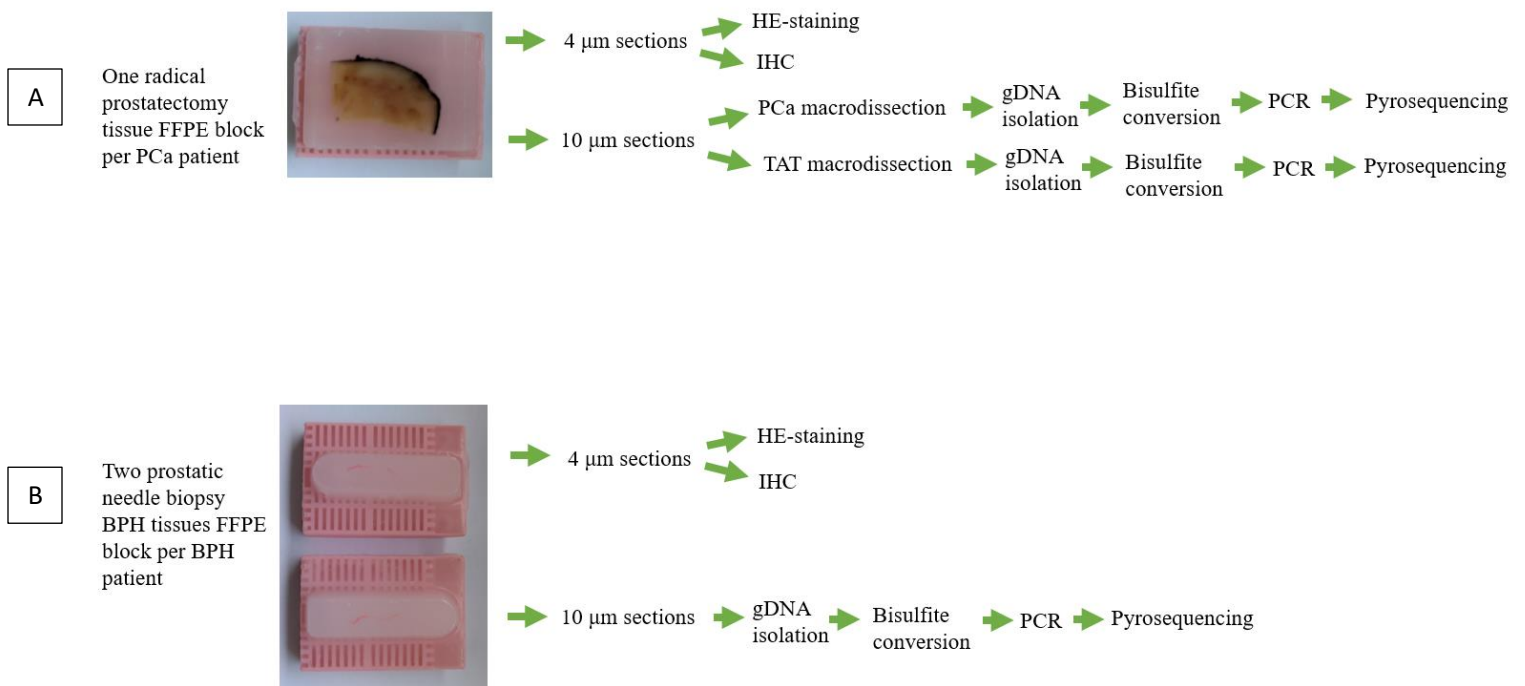 A
One radical
prostatectomy
tissue FFPE block
per PCa patient
4 μm sections
HE-staining
IHC
10 μm sections
PCa macrodissection
gDNA
isolation
Bisulfite
conversion
PCR
Pyrosequencing
TAT macrodissection
gDNA
isolation
Bisulfite
conversion
PCR
Pyrosequencing
B
Two prostatic
needle biopsy
BPH tissues FFPE
block per BPH
patient
4 μm sections
HE-staining
IHC
10 μm sections
gDNA
isolation
Bisulfite
conversion
PCR
Pyrosequencing